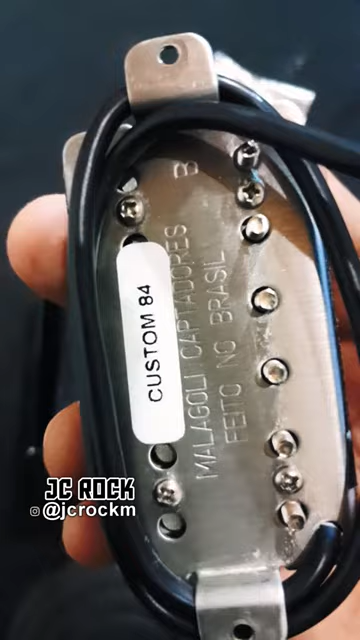 B
CUSTOM 84
MALAGOLI CAPTADORES
FEITO NO BRASIL
JC ROCK
@jcrockm